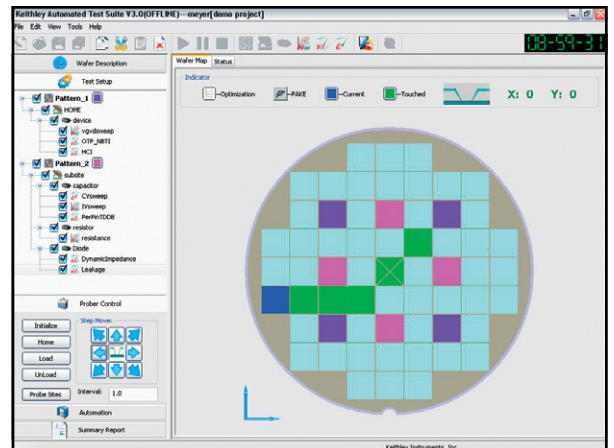 Keithley Automated Test Suite V3.0(OFFLINE)---meyer[demo project]
File Edit View Tools Help
08-59-31
Wafer Description
Test Setup
Pattern_1
HOME
device
vgvdsweep
OTF_NBTI
HCI
Pattern_2
subsite
capacitor
CVsweep
IVsweep
PerPinTDDB
resistor
resistance
Diode
DynamicImpedance
Leakage
Prober Control
Initialize
Home
Load
UnLoad
Probe Sites
Step Move:
Interval: 1.0
Automation
Summary Report
Wafer Map Status
Indicator
-Optimization -FAKE -Current -Touched X: 0 Y: 0
Keithley Instruments, Inc